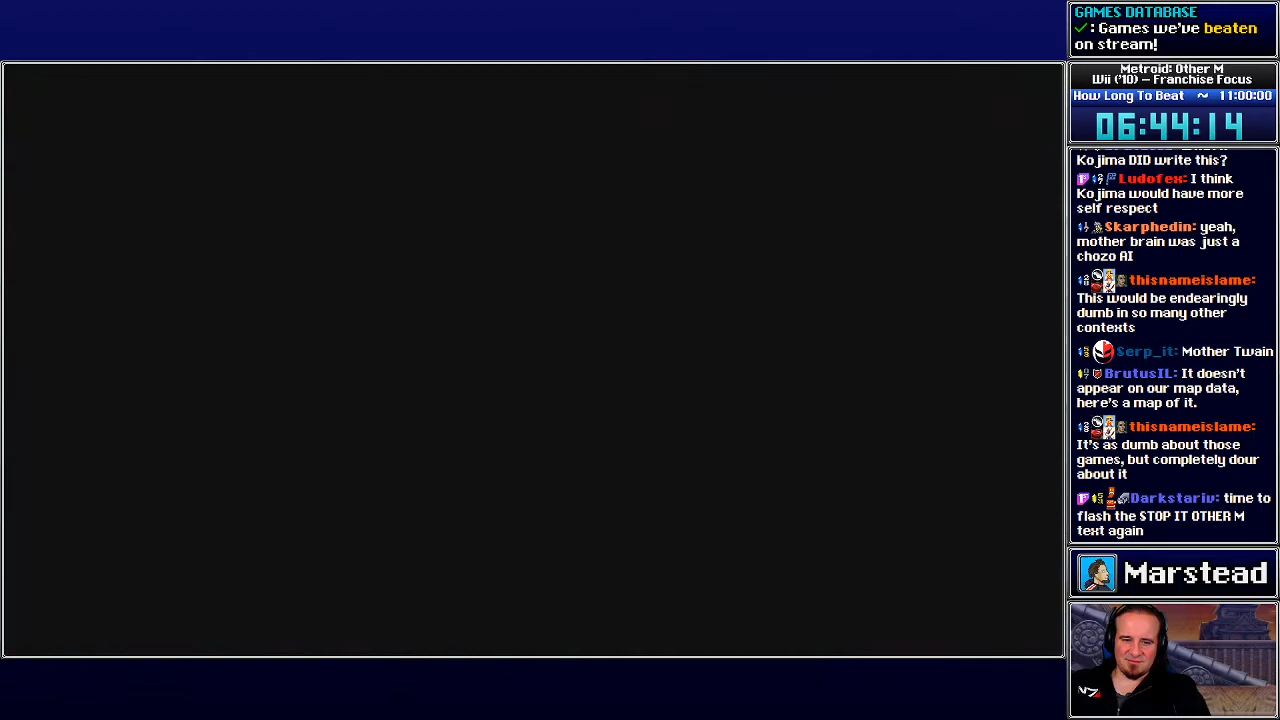 GAMES DATABASE
✓: Games we've beaten
on stream!
Metroid: Other M
Wii ('10) – Franchise Focus
How Long To Beat ~ 11:00:00
06:44:14
Kojima DID write this?
Ludofex: I think
Kojima would have more
self respect
Skarphedin: yeah,
mother brain was just a
chozo AI
thisnameislame:
This would be endearingly
dumb in so many other
contexts
Serp_it: Mother Twain
BrutusIL: It doesn't
appear on our map data,
here's a map of it.
thisnameislame:
It's as dumb about those
games, but completely dour
about it
Darkstariv: time to
flash the STOP IT OTHER M
text again
Marstead